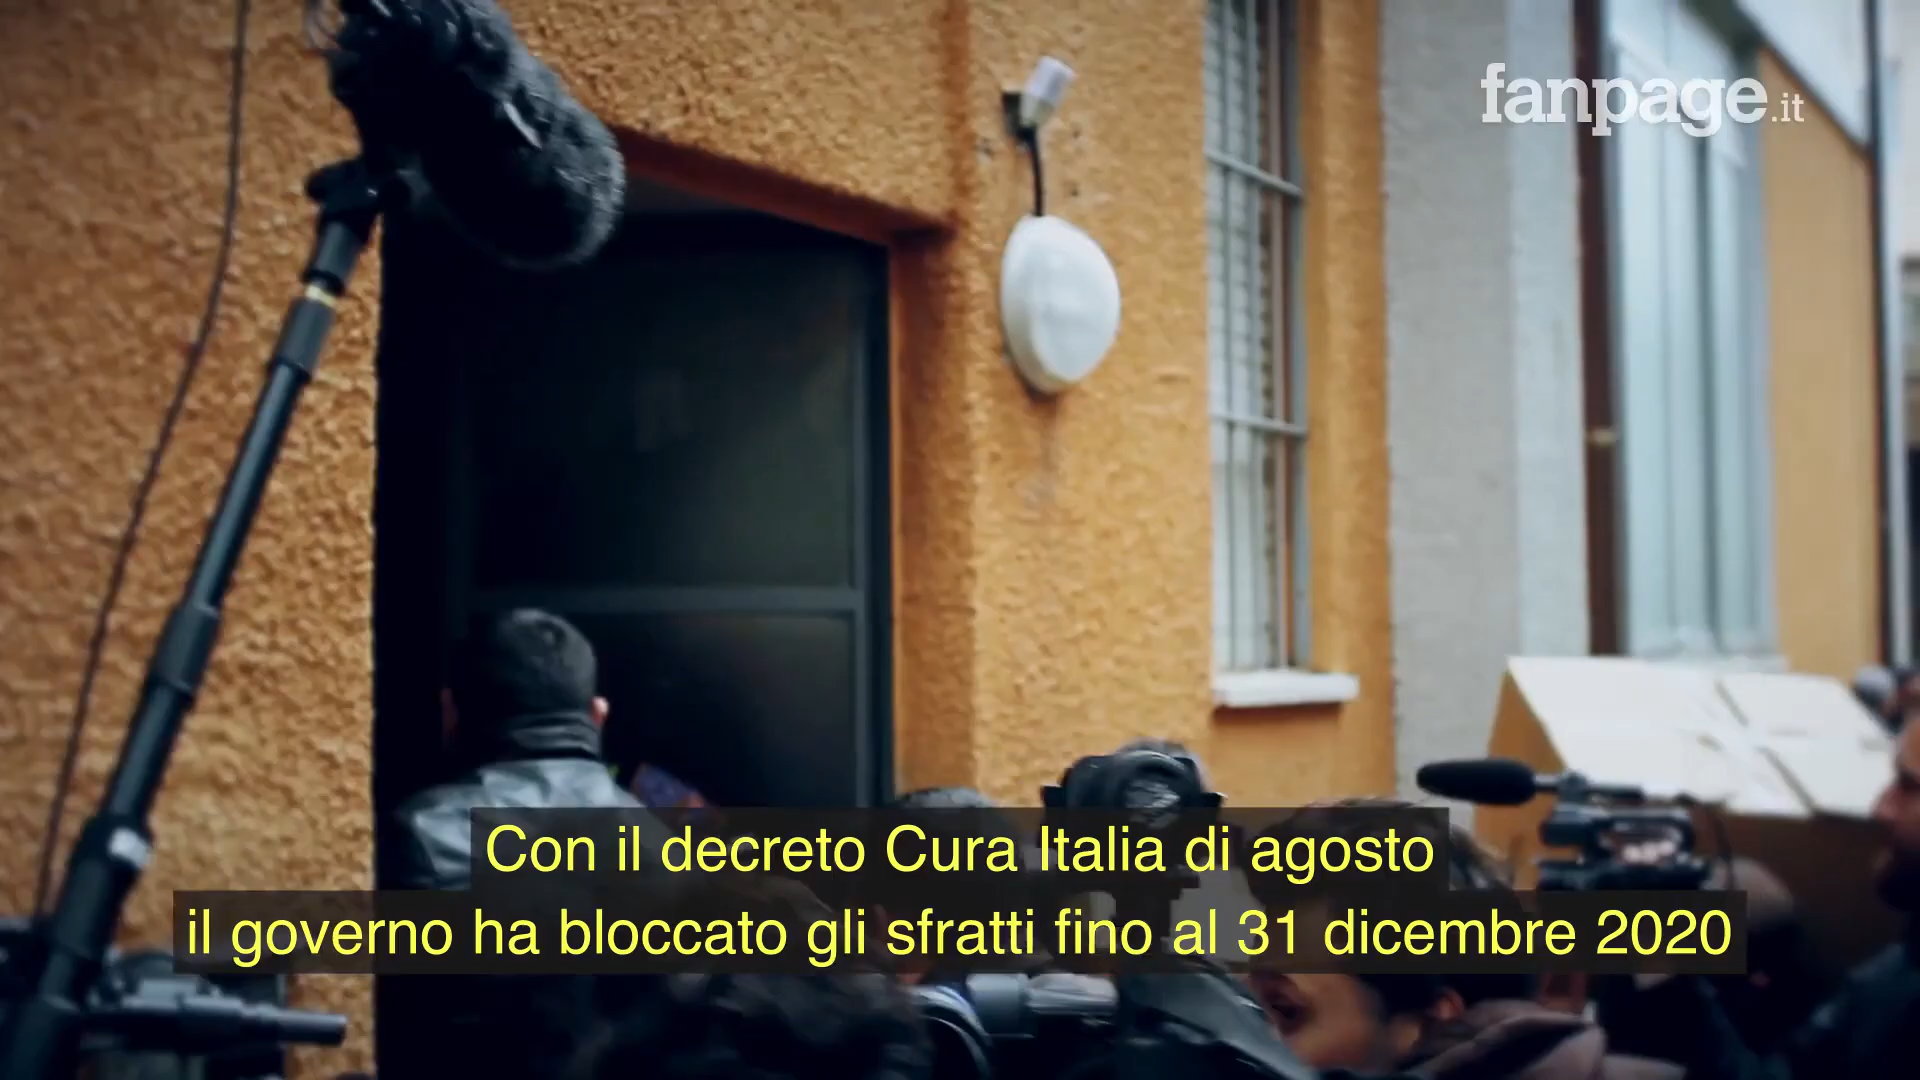 fanpage.it
Con il decreto Cura Italia di agosto
il governo ha bloccato gli sfratti fino al 31 dicembre 2020